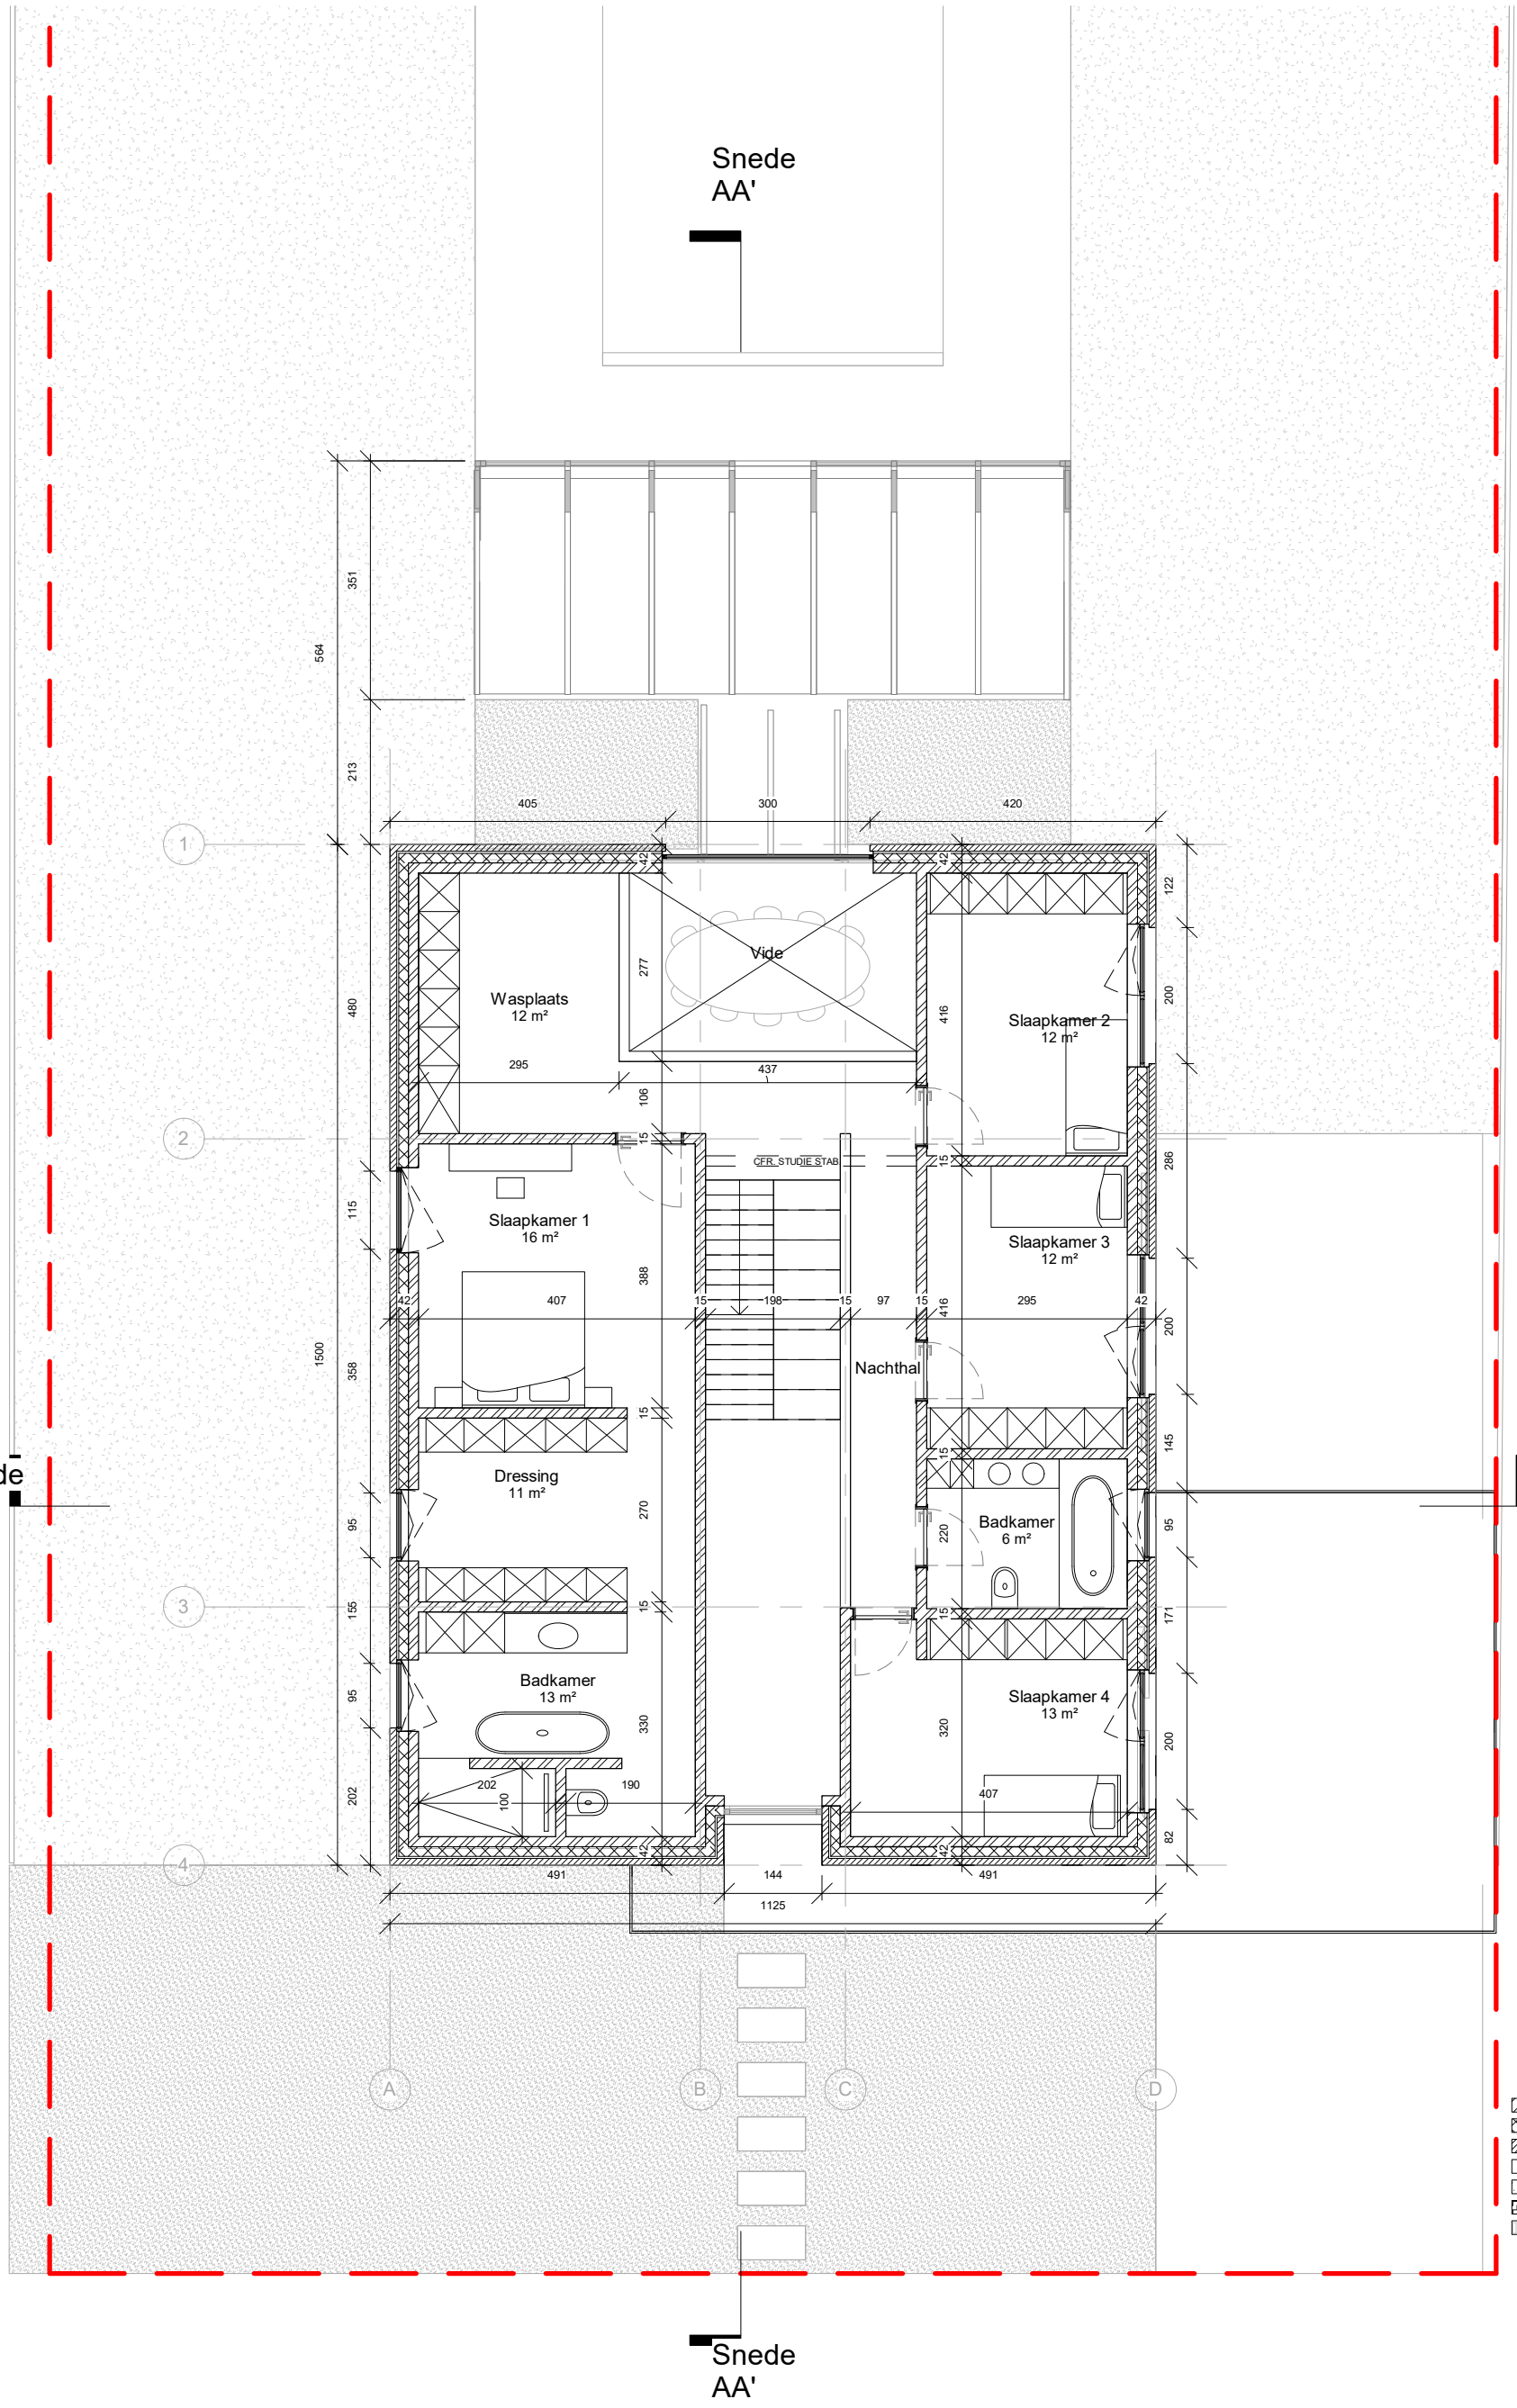 Snede
AA'
351
564
213
405
300
420
1
42
42
122
Vide
277
200
480
Wasplaats
12 m²
416
Slaapkamer 2
12 m²
295
437
106
2
15
CFR. STUDIE STAB.
15
286
115
Slaapkamer 1
16 m²
Slaapkamer 3
12 m²
388
42
407
15
198
15
97
15
416
295
42
200
1500
358
Nachthal
15
15
145
de
Dressing
11 m²
95
270
220
Badkamer
6 m²
95
3
155
15
15
171
Badkamer
13 m²
95
330
320
Slaapkamer 4
13 m²
200
202
202
100
190
407
82
42
42
4
491
144
491
1125
A
B
C
D
Snede
AA'